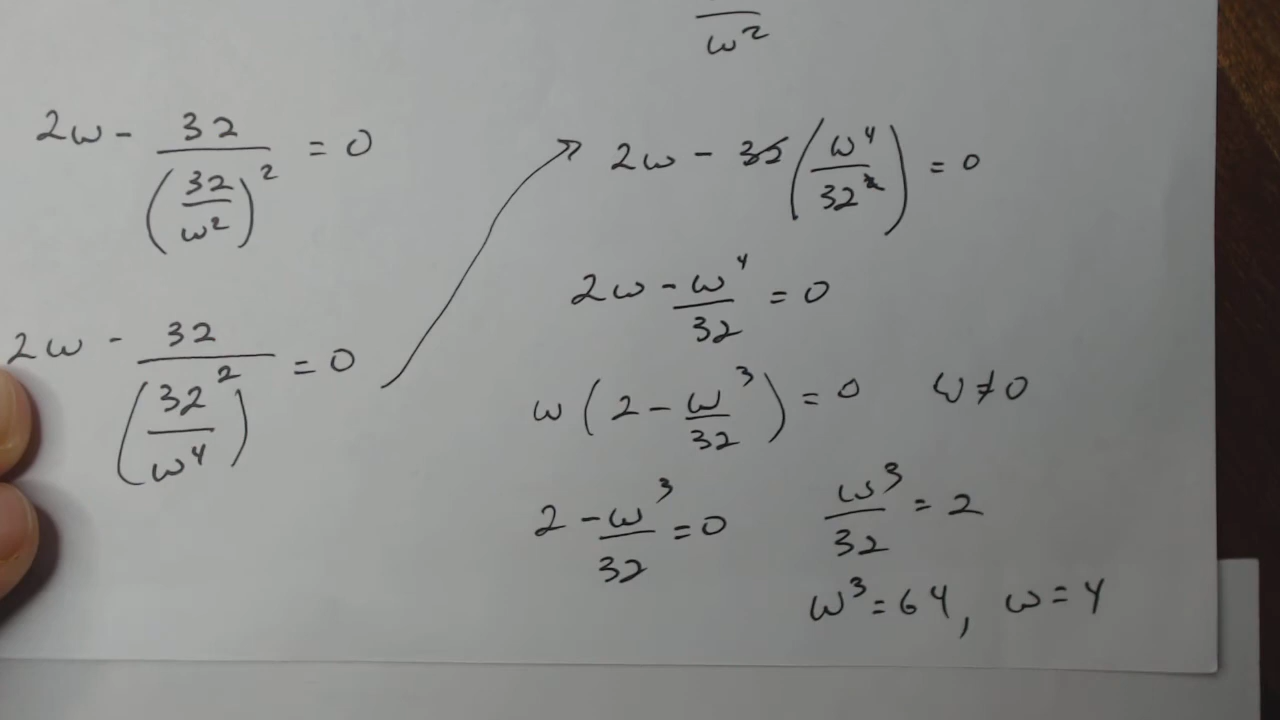 w²
2w - 32/(32/w²)² = 0
2w - 32/(32²/w⁴) = 0
2w - 32(w⁴/32²) = 0
2w - w⁴/32 = 0
w(2 - w³/32) = 0 w ≠ 0
2 - w³/32 = 0 w³/32 = 2
w³ = 64, w = 4